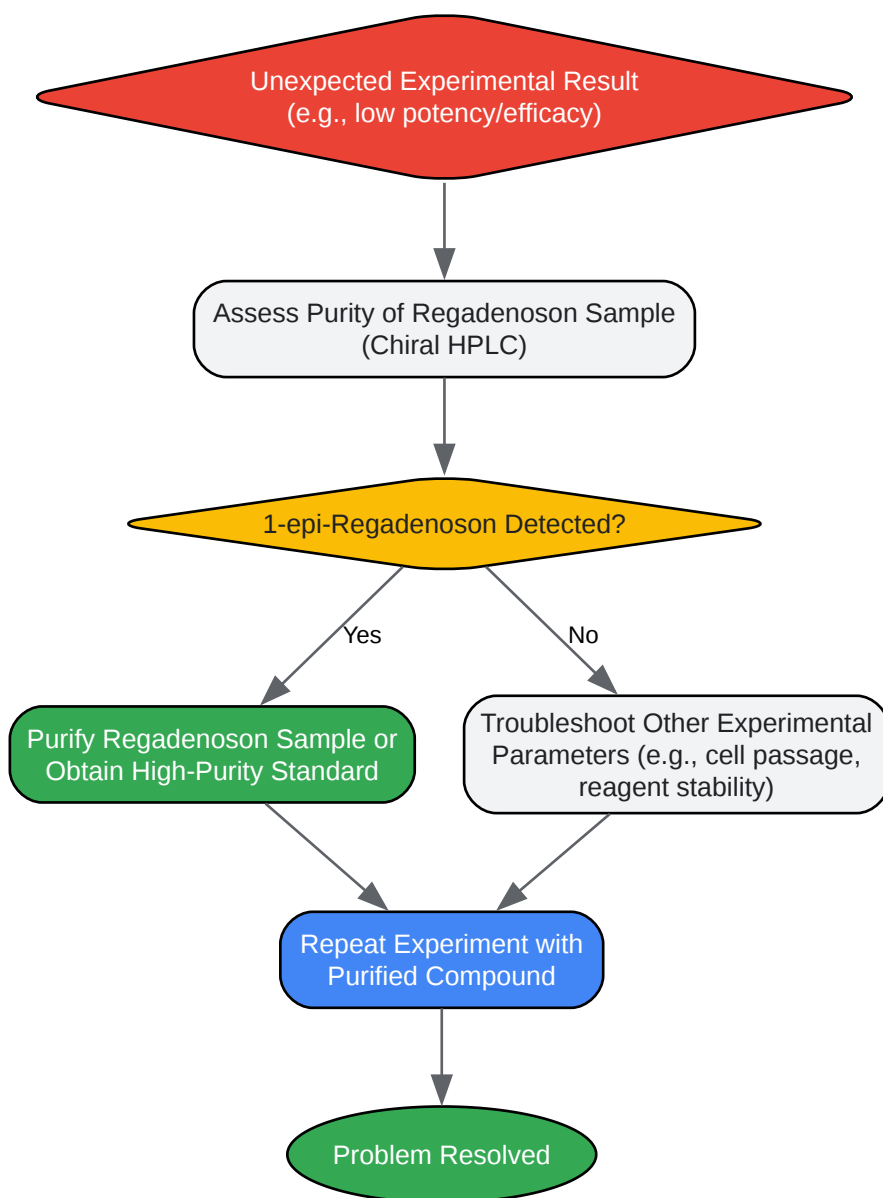 Unexpected Experimental Result
(e.g., low potency/efficacy)
Assess Purity of Regadenoson Sample
(Chiral HPLC)
1-epi-Regadenoson Detected?
Yes
No
Purify Regadenoson Sample or
Obtain High-Purity Standard
Troubleshoot Other Experimental
Parameters (e.g., cell passage,
reagent stability)
Repeat Experiment with
Purified Compound
Problem Resolved